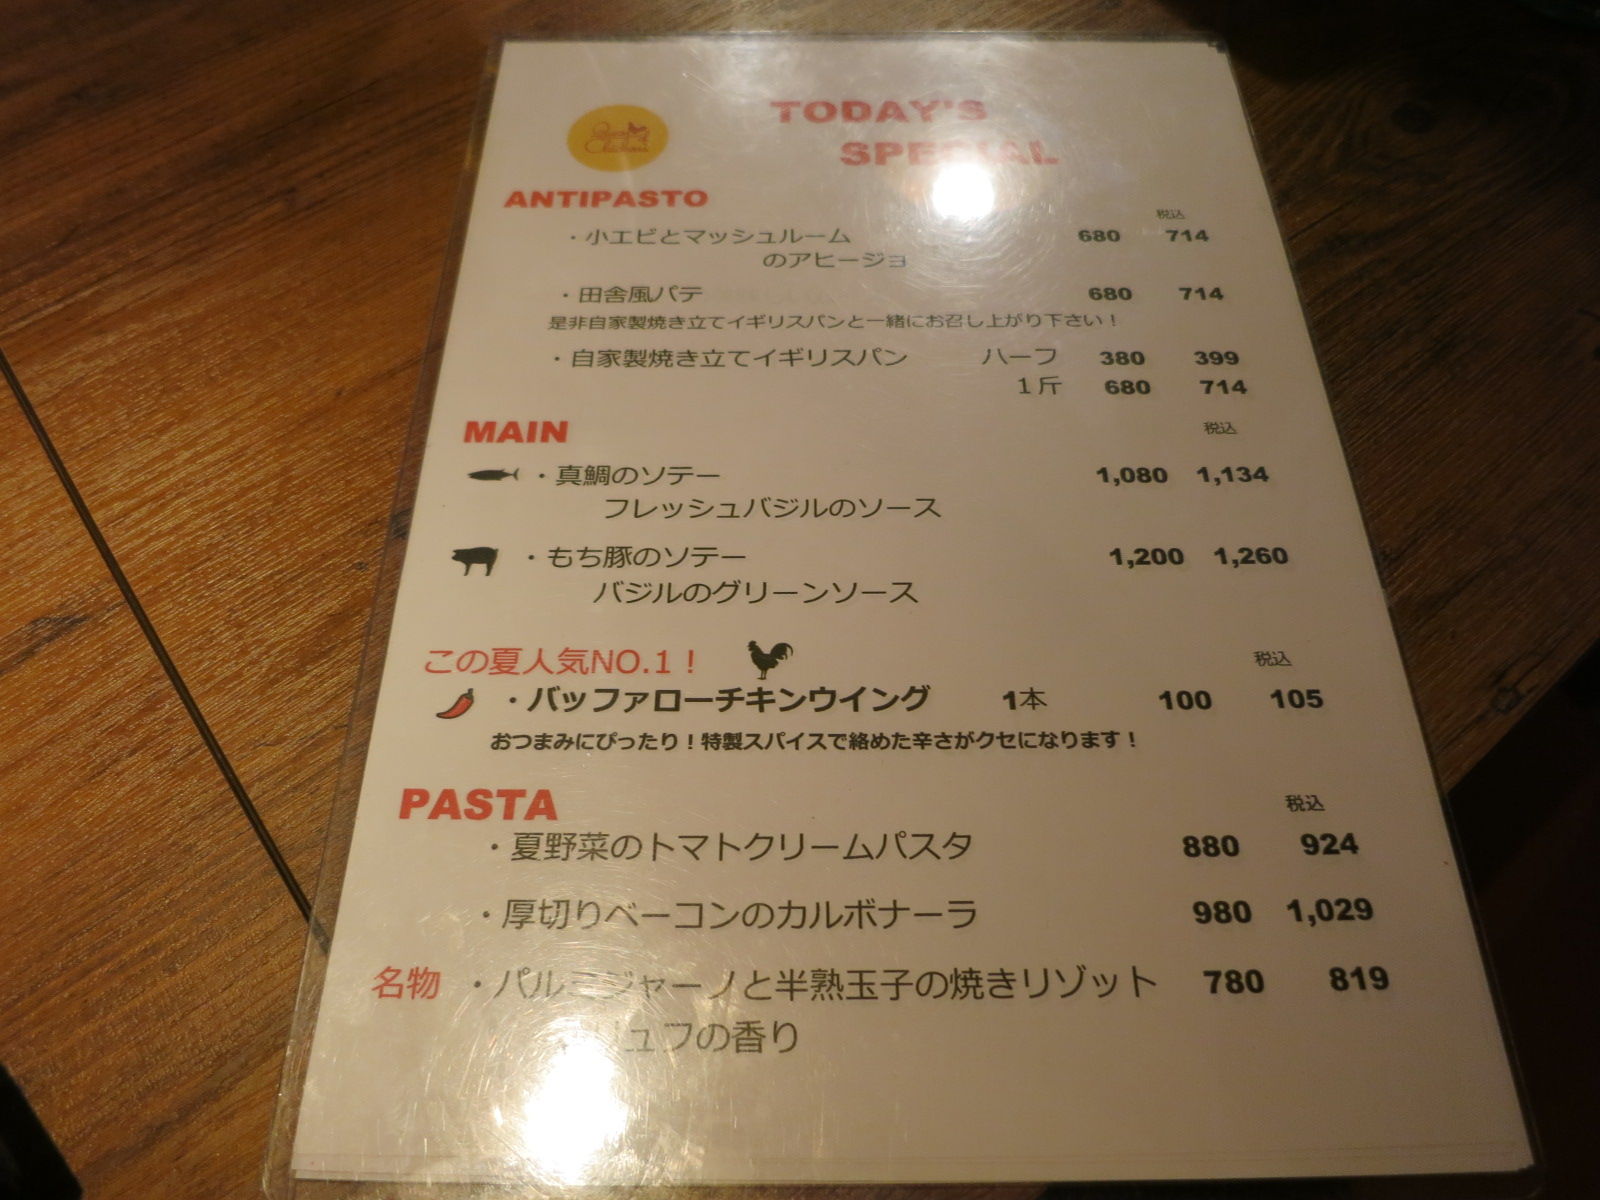 TODAY'S
SPECIAL
ANTIPASTO
税込
・小エビとマッシュルーム 680 714
のアヒージョ
・田舎風パテ 680 714
是非自家製焼き立てイギリスパンと一緒にお召し上がり下さい！
・自家製焼き立てイギリスパン ハーフ 380 399
１斤 680 714
MAIN 税込
・真鯛のソテー 1,080 1,134
フレッシュバジルのソース
・もち豚のソテー 1,200 1,260
バジルのグリーンソース
この夏人気NO.1！ 税込
・バッファローチキンウイング 1本 100 105
おつまみにぴったり！特製スパイスで絡めた辛さがクセになります！
PASTA 税込
・夏野菜のトマトクリームパスタ 880 924
・厚切りベーコンのカルボナーラ 980 1,029
名物 ・パルミジャーノと半熟玉子の焼きリゾット 780 819
リュフの香り